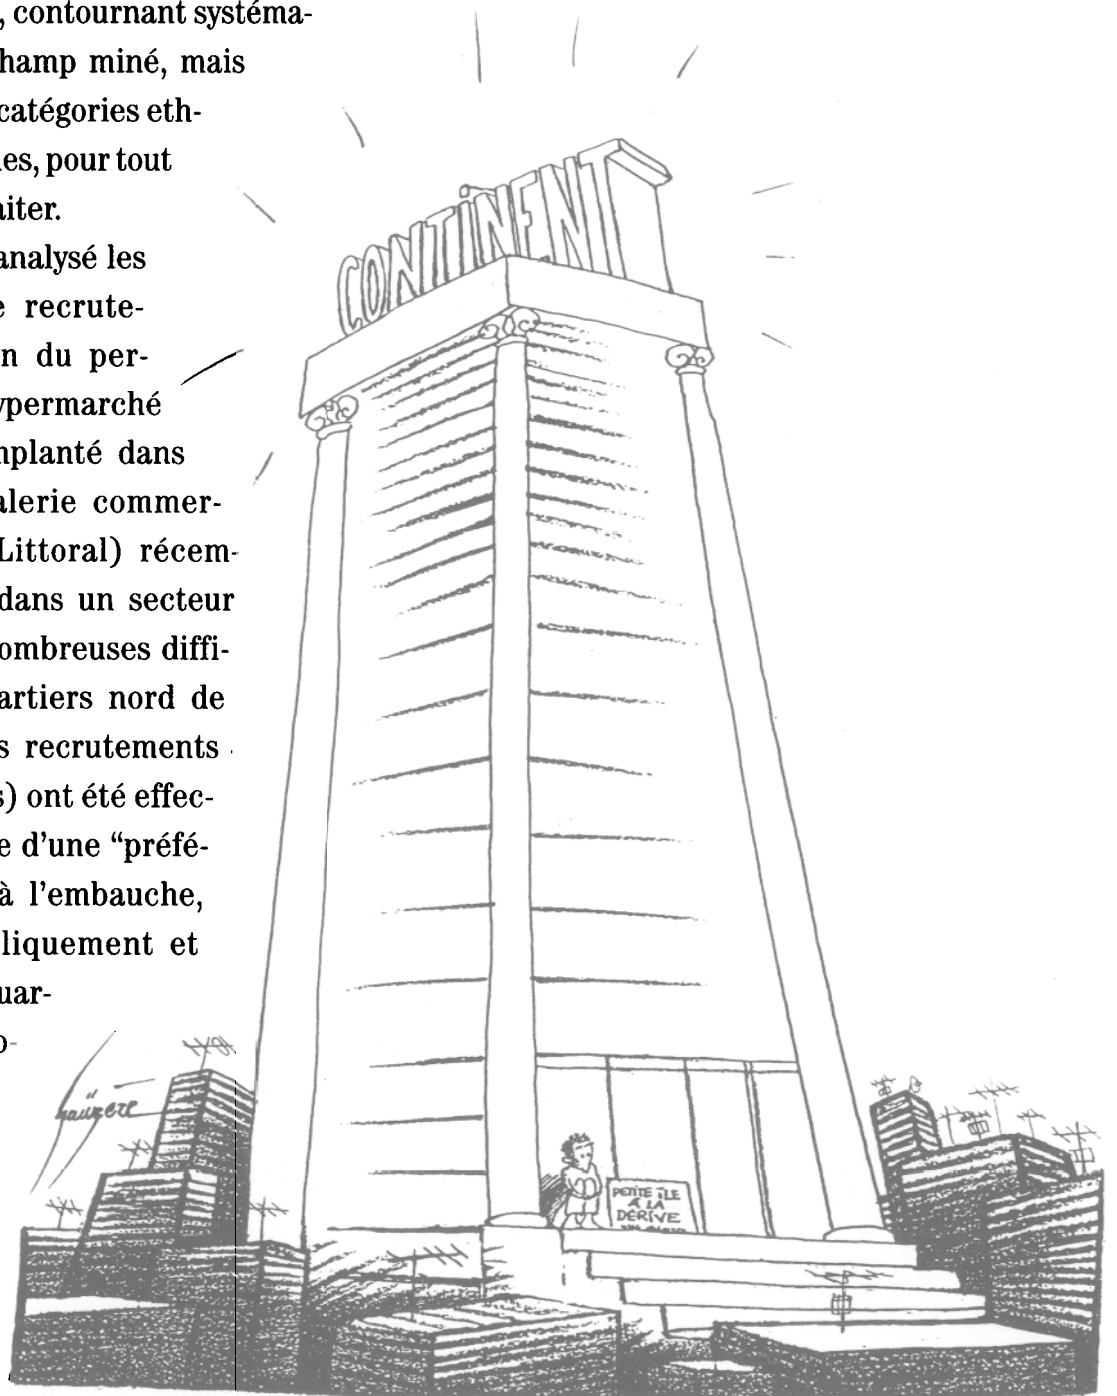 , contournant systéma-
hamp miné, mais
catégories eth-
es, pour tout
aiter.
analysé les
e recrute-
n du per-
ypermarché
nplanté dans
alerie commer-
Littoral) récem-
dans un secteur
ombreuses diffi-
artiers nord de
s recrutements
s) ont été effec-
e d'une “préfé-
à l'embauche,
liquement et
uar-
o-
CONTINENT
PETITE ÎLE
À LA
DÉRIVE